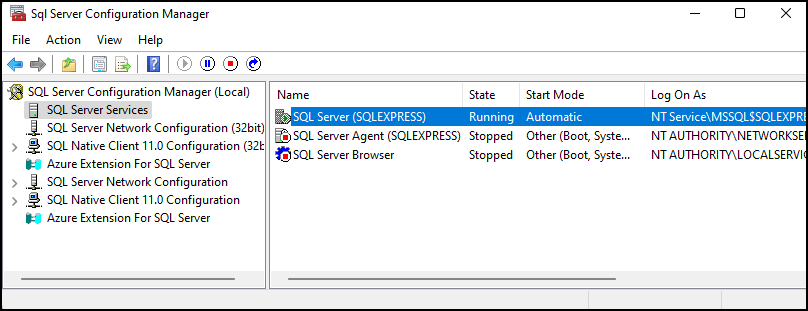 Sql Server Configuration Manager
File Action View Help
SQL Server Configuration Manager (Local)
SQL Server Services
SQL Server Network Configuration (32bit)
SQL Native Client 11.0 Configuration (32b
Azure Extension For SQL Server
SQL Server Network Configuration
SQL Native Client 11.0 Configuration
Azure Extension For SQL Server
Name State Start Mode Log On As
SQL Server (SQLEXPRESS) Running Automatic NT Service\MSSQL$SQLEXPRE
SQL Server Agent (SQLEXPRESS) Stopped Other (Boot, Syste... NT AUTHORITY\NETWORKSE
SQL Server Browser Stopped Other (Boot, Syste... NT AUTHORITY\LOCALSERVIC